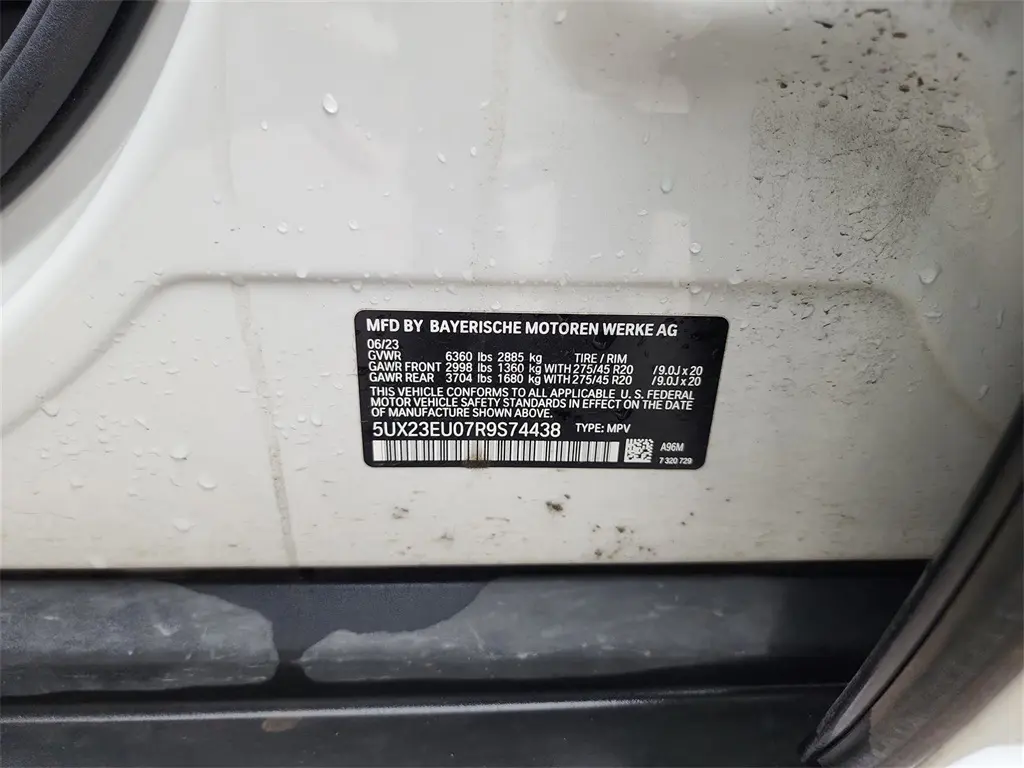 MFD BY BAYERISCHE MOTOREN WERKE AG
06/23
GVWR 6360 lbs 2885 kg TIRE / RIM
GAWR FRONT 2998 lbs 1360 kg WITH 275/45 R20 / 9.0J x 20
GAWR REAR 3704 lbs 1680 kg WITH 275/45 R20 / 9.0J x 20
THIS VEHICLE CONFORMS TO ALL APPLICABLE U. S. FEDERAL
MOTOR VEHICLE SAFETY STANDARDS IN EFFECT ON THE DATE
OF MANUFACTURE SHOWN ABOVE.
5UX23EU07R9S74438 TYPE: MPV
A96M
7 320 729